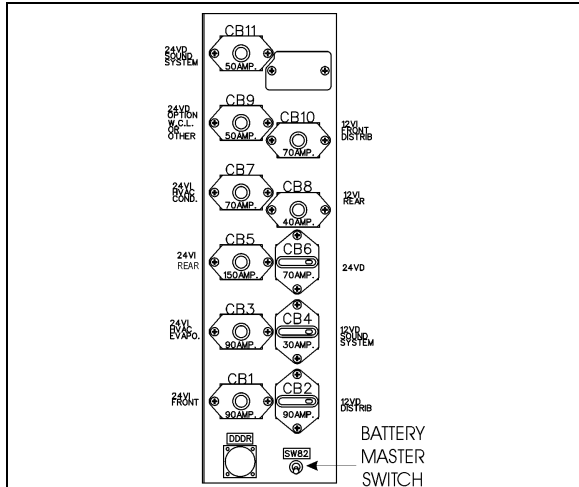 CB11
24VD
SOUND
SYSTEM
50AMP.
24VD
OPTION
W.C.L.
OR
OTHER
CB9
50AMP.
CB10
70AMP.
12VI
FRONT
DISTRIB
24VI
HVAC
COND.
CB7
70AMP.
CB8
40AMP.
12VI
REAR
24VI
REAR
CB5
150AMP.
CB6
70AMP.
24VD
24VI
HVAC
EVAPO.
CB3
90AMP.
CB4
30AMP.
12VD
SOUND
SYSTEM
24VI
FRONT
CB1
90AMP.
CB2
90AMP.
12VD
DISTRIB
DDDR
SW82
BATTERY
MASTER
SWITCH